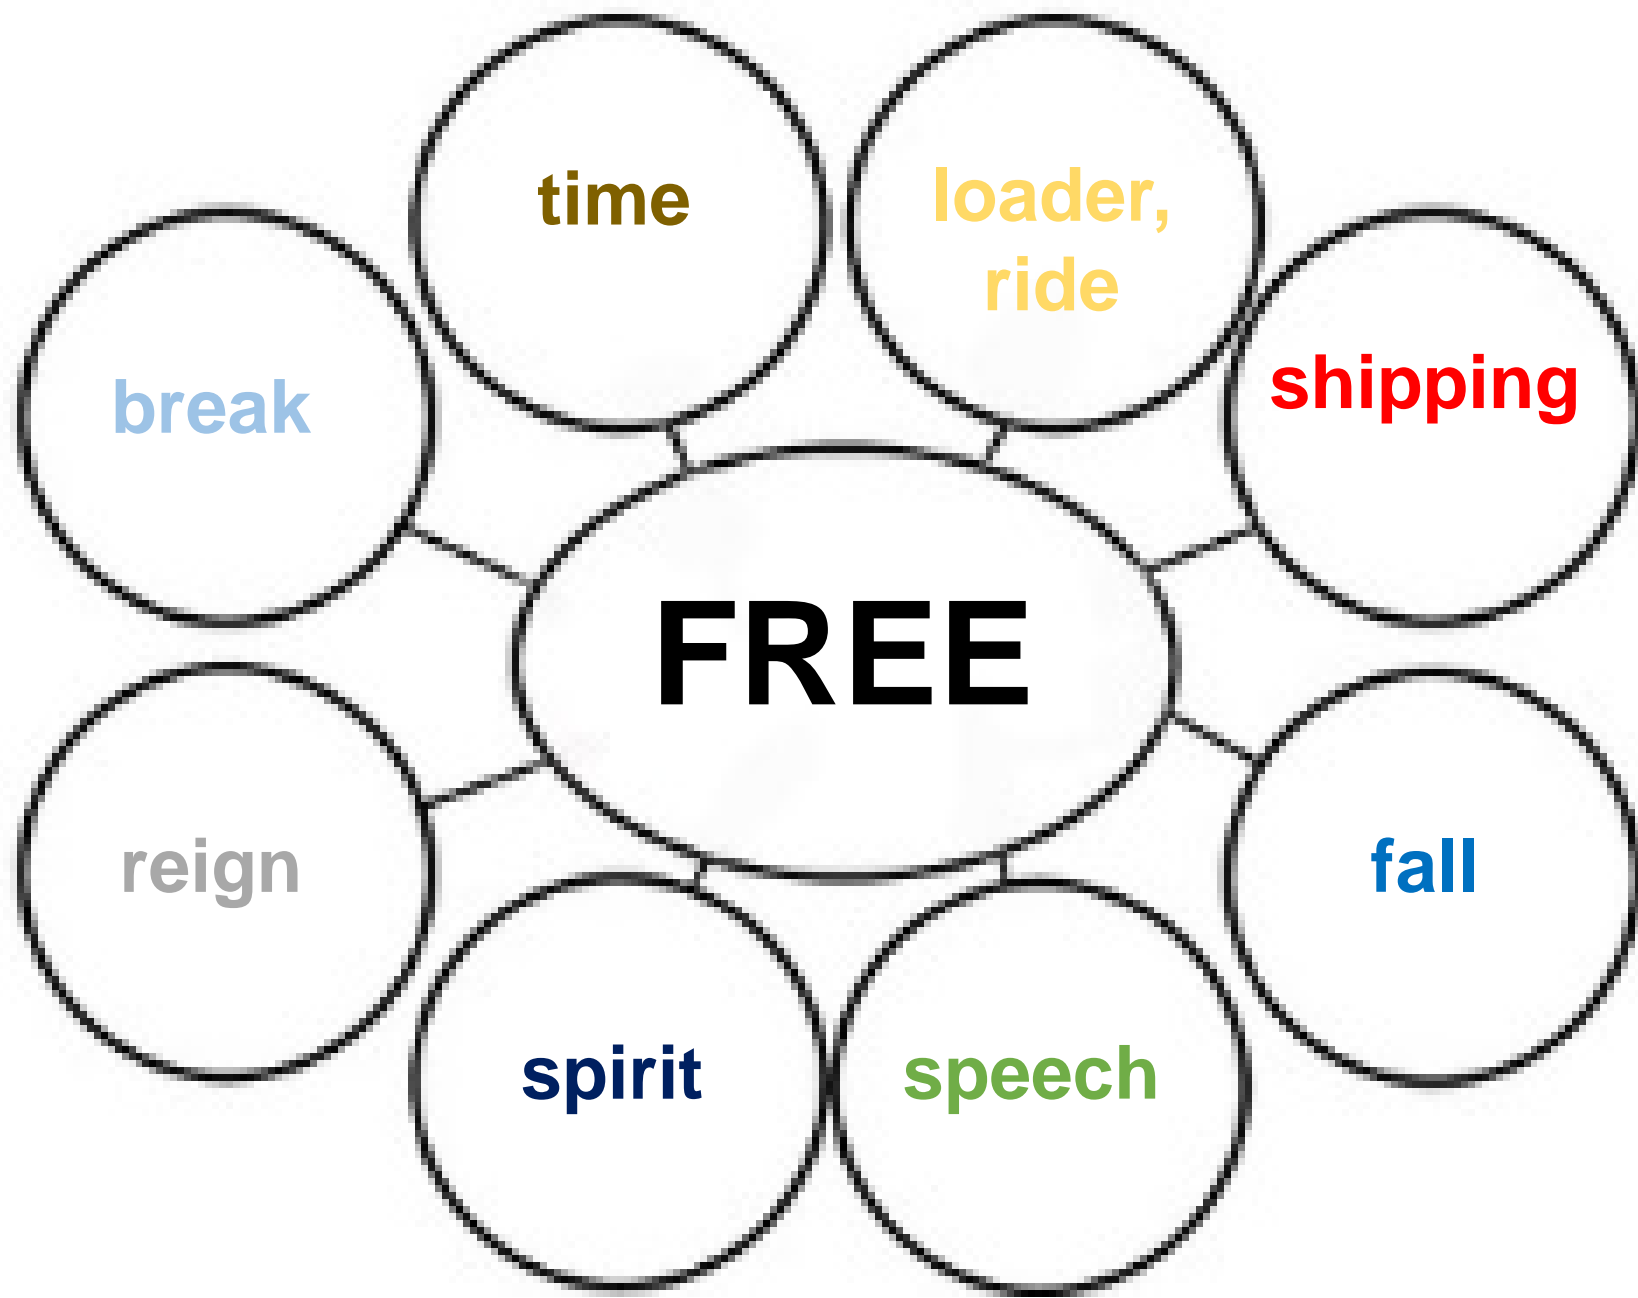 time
loader,
ride
break
shipping
FREE
reign
fall
spirit
speech